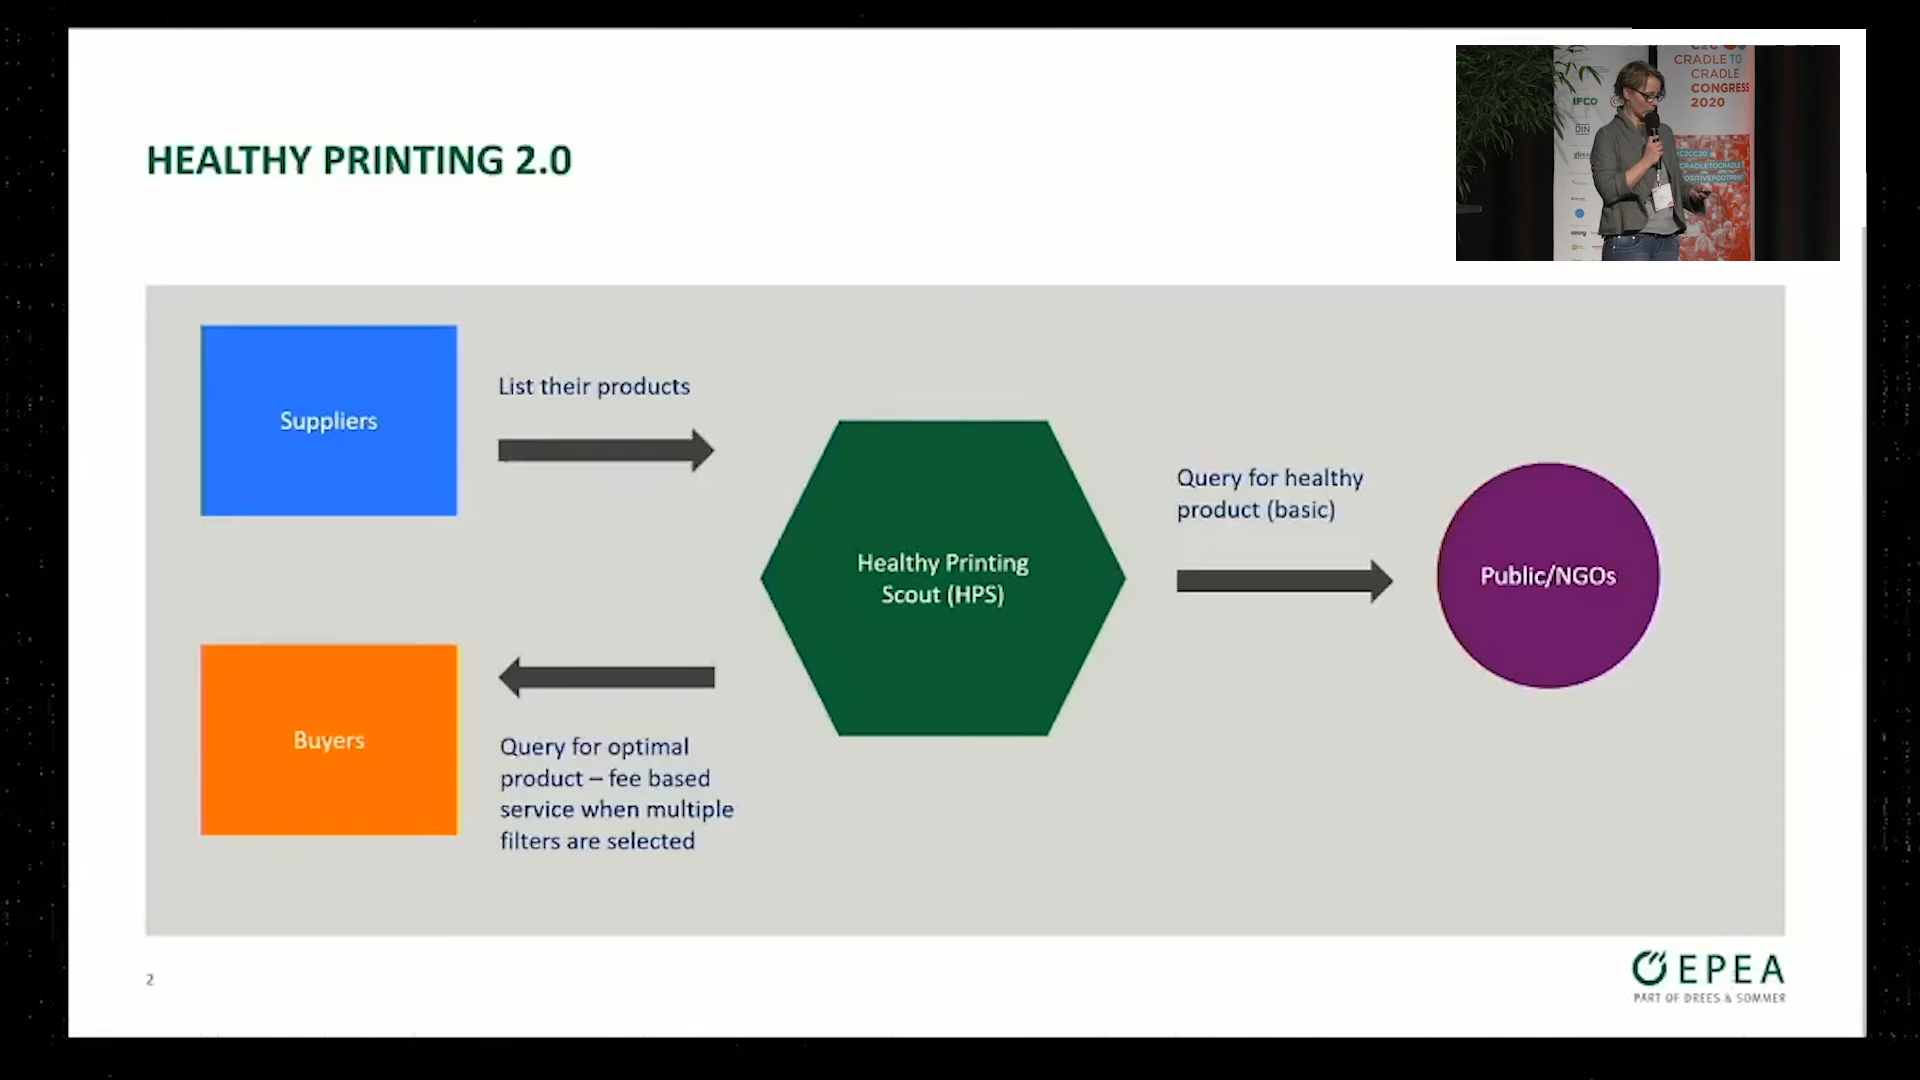 HEALTHY PRINTING 2.0
CRADLE TO
CRADLE
CONGRESS
2020
IFCO
DIN
Suppliers
List their products
Healthy Printing
Scout (HPS)
Query for healthy
product (basic)
Public/NGOs
Buyers
Query for optimal
product – fee based
service when multiple
filters are selected
2
EPEA
PART OF DREES & SOMMER